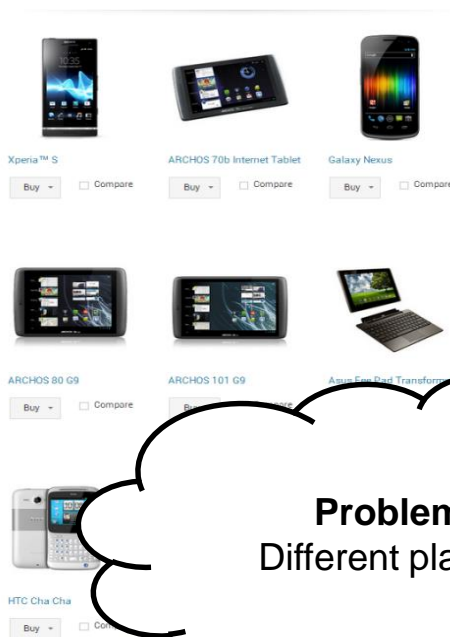 Xperia™ S
ARCHOS 70b Internet Tablet
Galaxy Nexus
Buy
Compare
Buy
Compare
Buy
Compare
ARCHOS 80 G9
ARCHOS 101 G9
Asus Eee Pad Transforme
Buy
Compare
Problem
Different pla
HTC Cha Cha
Buy